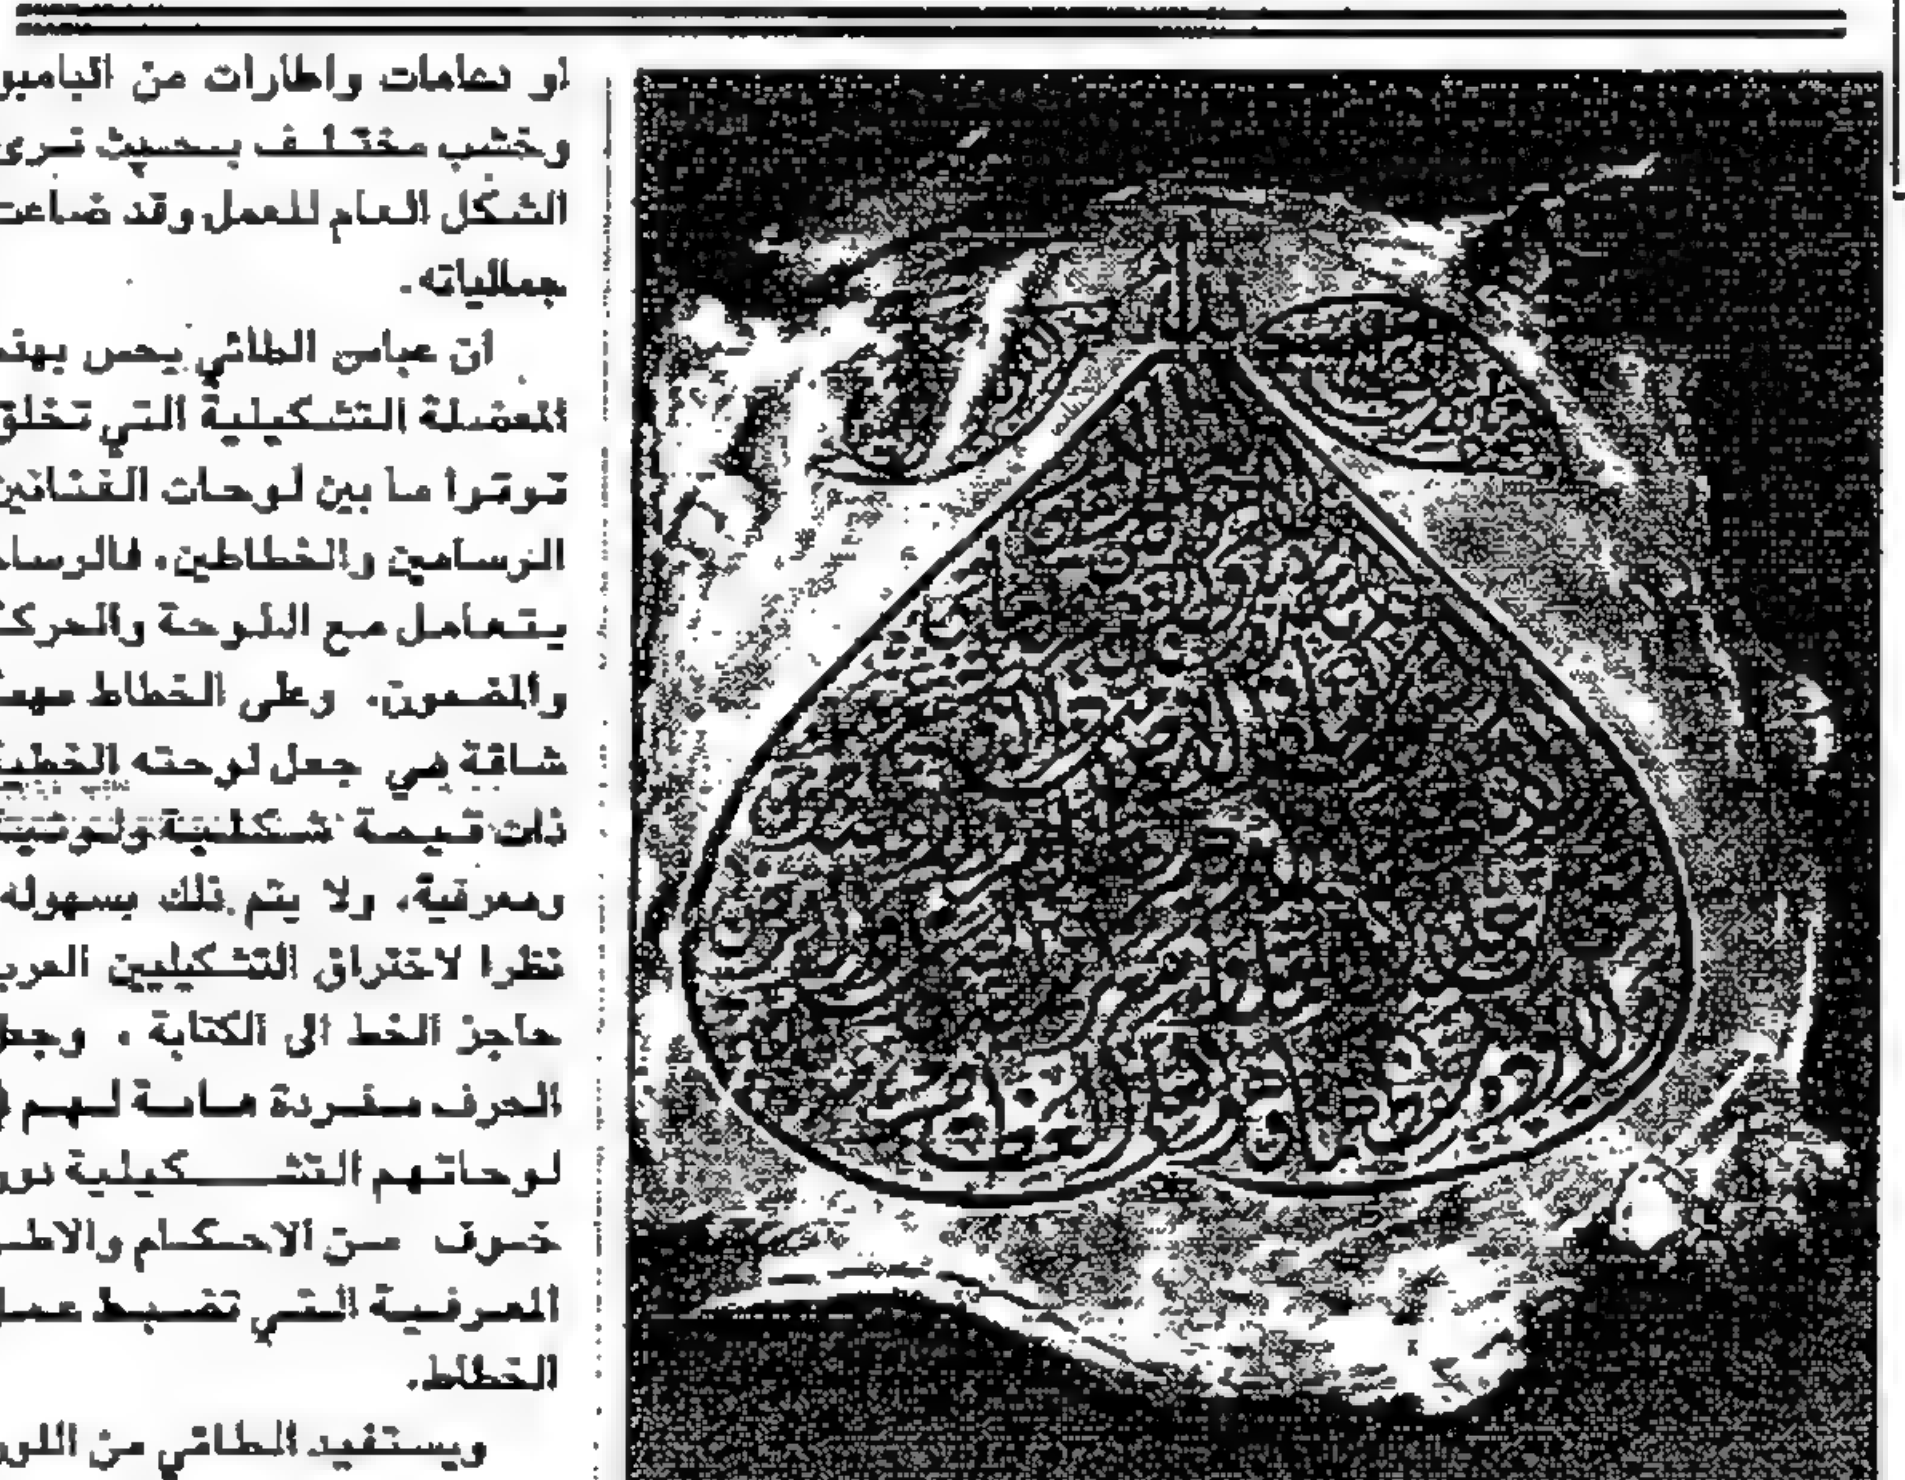 او دعامات واطارات من البامبو
وخشب مختلف بحيث ترى
الشكل العام للعمل وقد ضاعت
جمالياته.
ان عباس الطائي يحس بهذه
المعضلة التشكيلية التي تخلق
توترا ما بين لوحات الفنانين
الرسامين والخطاطين، فالرسام
يتعامل مع اللوحة والحركة
والمضمون، وعلى الخطاط مهمة
شاقة هي جعل لوحته الخطية
ذات قيمة شكلية ولونية
ومعرفية، ولا يتم ذلك بسهولة
نظرا لاختراق التشكيليين العرب
حاجز الخط الى الكتابة . وجعل
الحرف مفردة هامة لهم في
لوحاتهم التشكيلية دون
خوف من الاحكام والاطر
المعرفية التي تضبط عمل
الخطاط.
ويستفيد الطائي من اللون